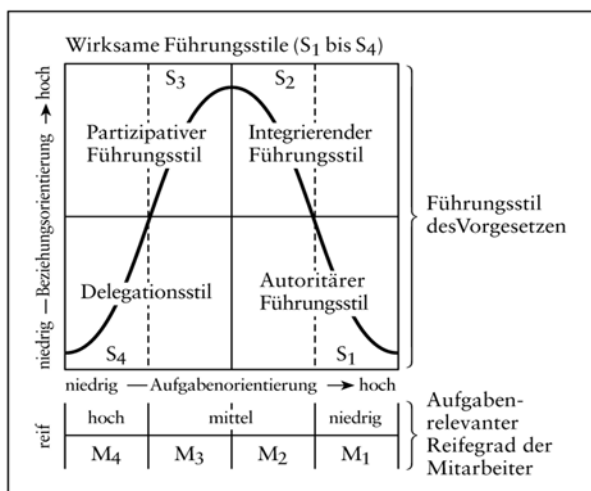 Wirksame Führungsstile (S1 bis S4)
S3
S2
Partizipativer
Führungsstil
Integrierender
Führungsstil
Delegationsstil
Autoritärer
Führungsstil
S4
S1
niedrig — Beziehungsorientierung → hoch
niedrig — Aufgabenorientierung → hoch
Führungsstil
desVorgesetzen
reif
hoch
mittel
niedrig
M4
M3
M2
M1
Aufgaben-
relevanter
Reifegrad der
Mitarbeiter